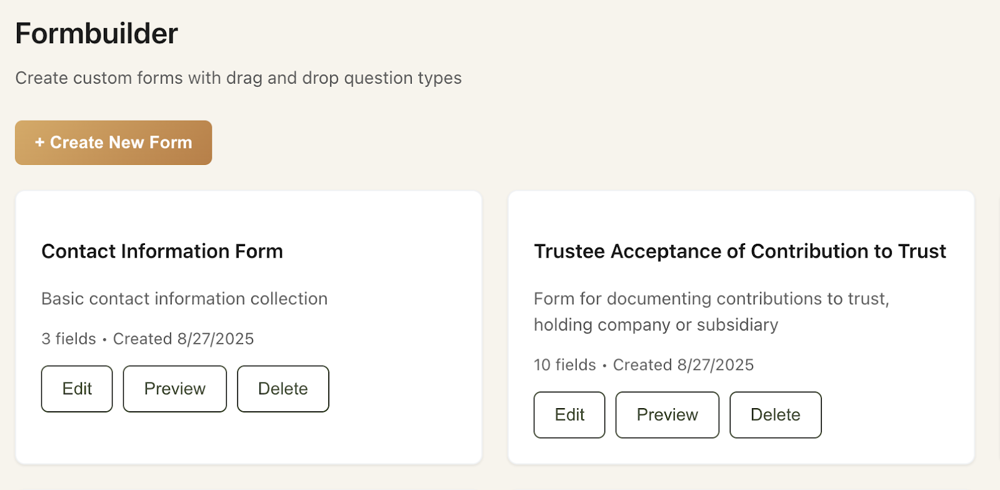 Formbuilder
Create custom forms with drag and drop question types
+ Create New Form
Contact Information Form
Basic contact information collection
3 fields • Created 8/27/2025
Edit Preview Delete
Trustee Acceptance of Contribution to Trust
Form for documenting contributions to trust,
holding company or subsidiary
10 fields • Created 8/27/2025
Edit Preview Delete